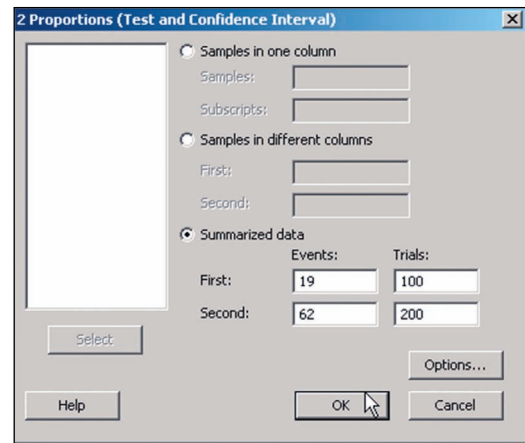 2 Proportions (Test and Confidence Interval)
Samples in one column
Samples:
Subscripts:
Samples in different columns
First:
Second:
Summarized data
Events: Trials:
First: 19 100
Second: 62 200
Select
Options...
Help OK Cancel